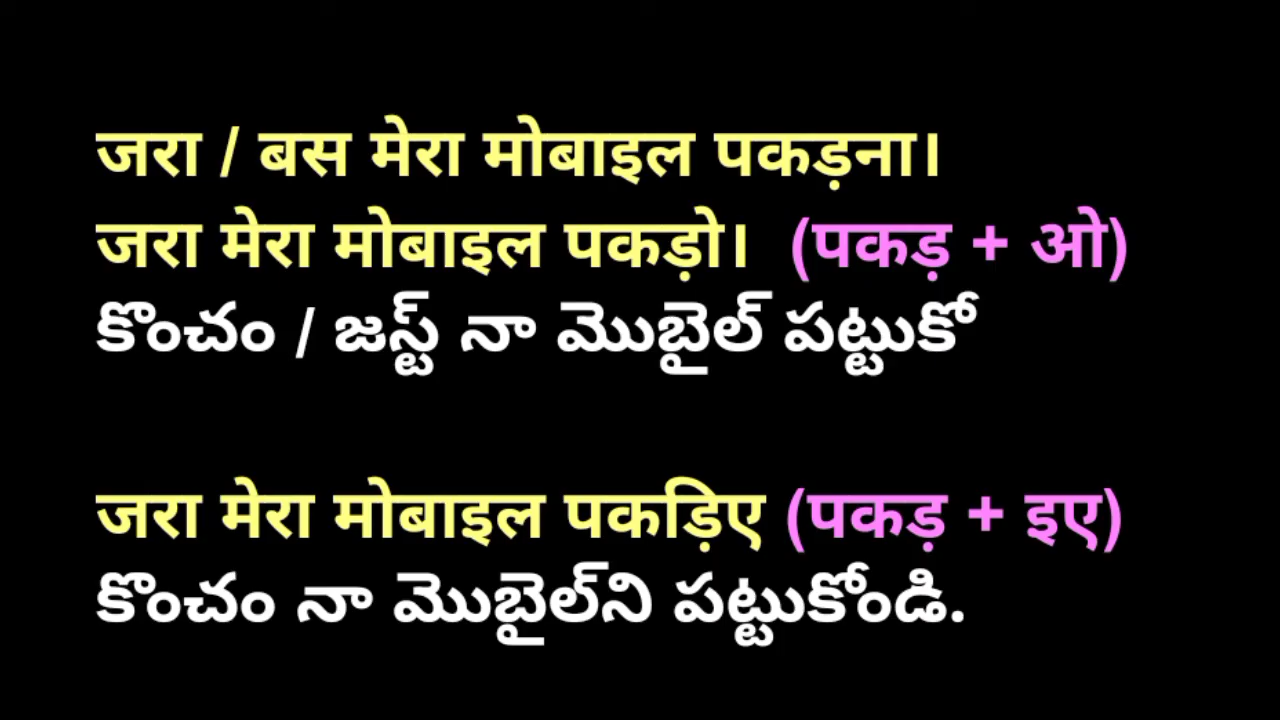 जरा / बस मेरा मोबाइल पकड़ना।
जरा मेरा मोबाइल पकड़ो। (पकड़ + ओ)
కొంచం / జస్ట్ నా మొబైల్ పట్టుకో
जरा मेरा मोबाइल पकड़िए (पकड़ + इए)
కొంచం నా మొబైల్‌ని పట్టుకోండి.